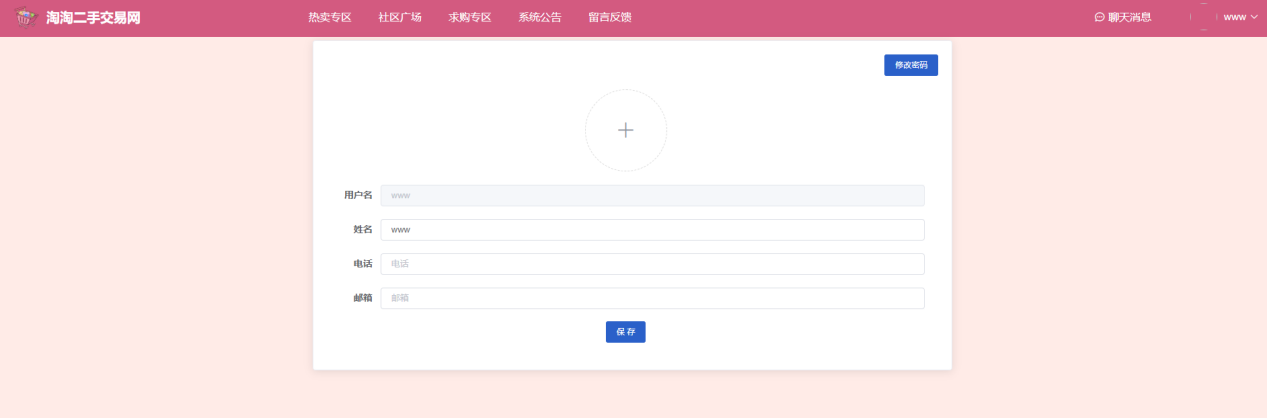 淘淘二手交易网 热卖专区 社区广场 求购专区 系统公告 留言反馈 聊天消息 www
修改密码
用户名 www
姓名 www
电话 电话
邮箱 邮箱
保 存